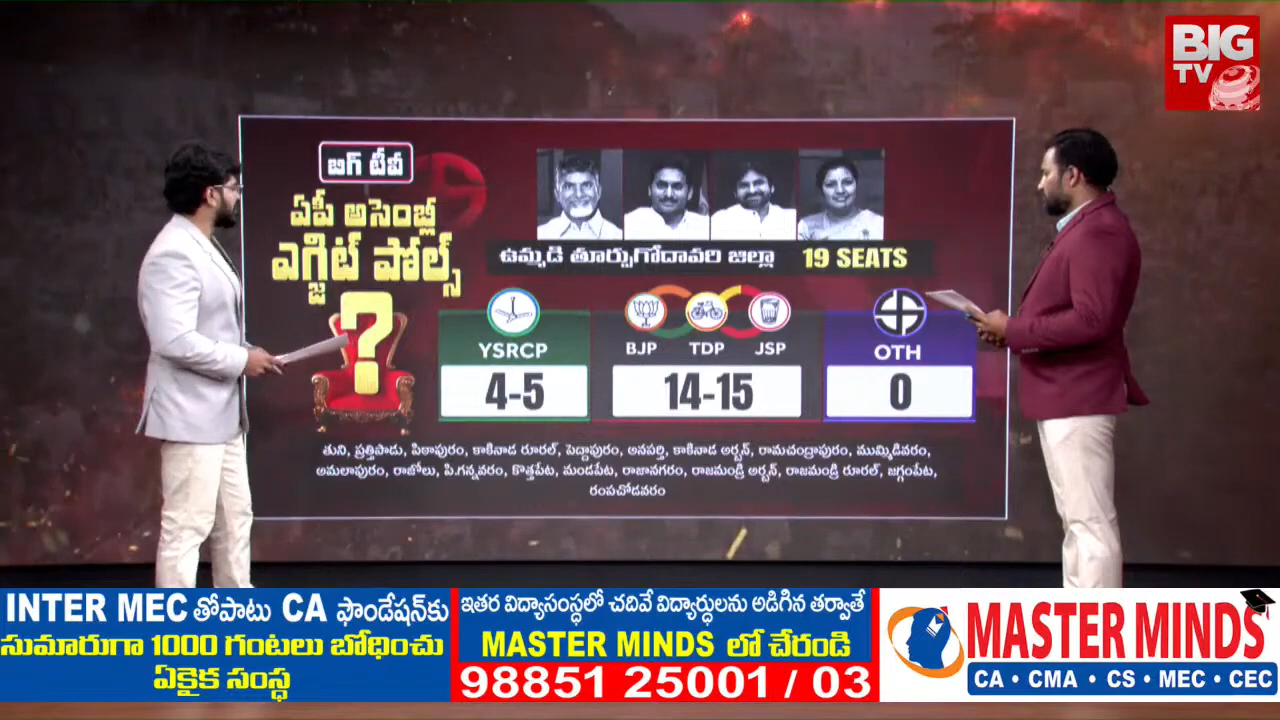 BIG
TV
బిగ్ టీవీ
ఏపీ అసెంబ్లీ
ఎగ్జిట్ పోల్స్
?
ఉమ్మడి తూర్పుగోదావరి జిల్లా 19 SEATS
YSRCP
4-5
BJP TDP JSP
14-15
OTH
0
తుని, ప్రత్తిపాడు, పిఠాపురం, కాకినాడ రూరల్, పెద్దాపురం, అనపర్తి, కాకినాడ అర్బన్, రామచంద్రాపురం, ముమ్మిడివరం,
అమలాపురం, రాజోలు, పి.గన్నవరం, కొత్తపేట, మండపేట, రాజానగరం, రాజమండ్రి అర్బన్, రాజమండ్రి రూరల్, జగ్గంపేట,
రంపచోడవరం
INTER MEC తోపాటు CA ఫౌండేషన్‌కు
సుమారుగా 1000 గంటలు బోధించు
ఏకైక సంస్థ
ఇతర విద్యాసంస్థలో చదివే విద్యార్థులను అడిగిన తర్వాతే
MASTER MINDS లో చేరండి
98851 25001 / 03
MASTER MINDS
CA • CMA • CS • MEC • CEC